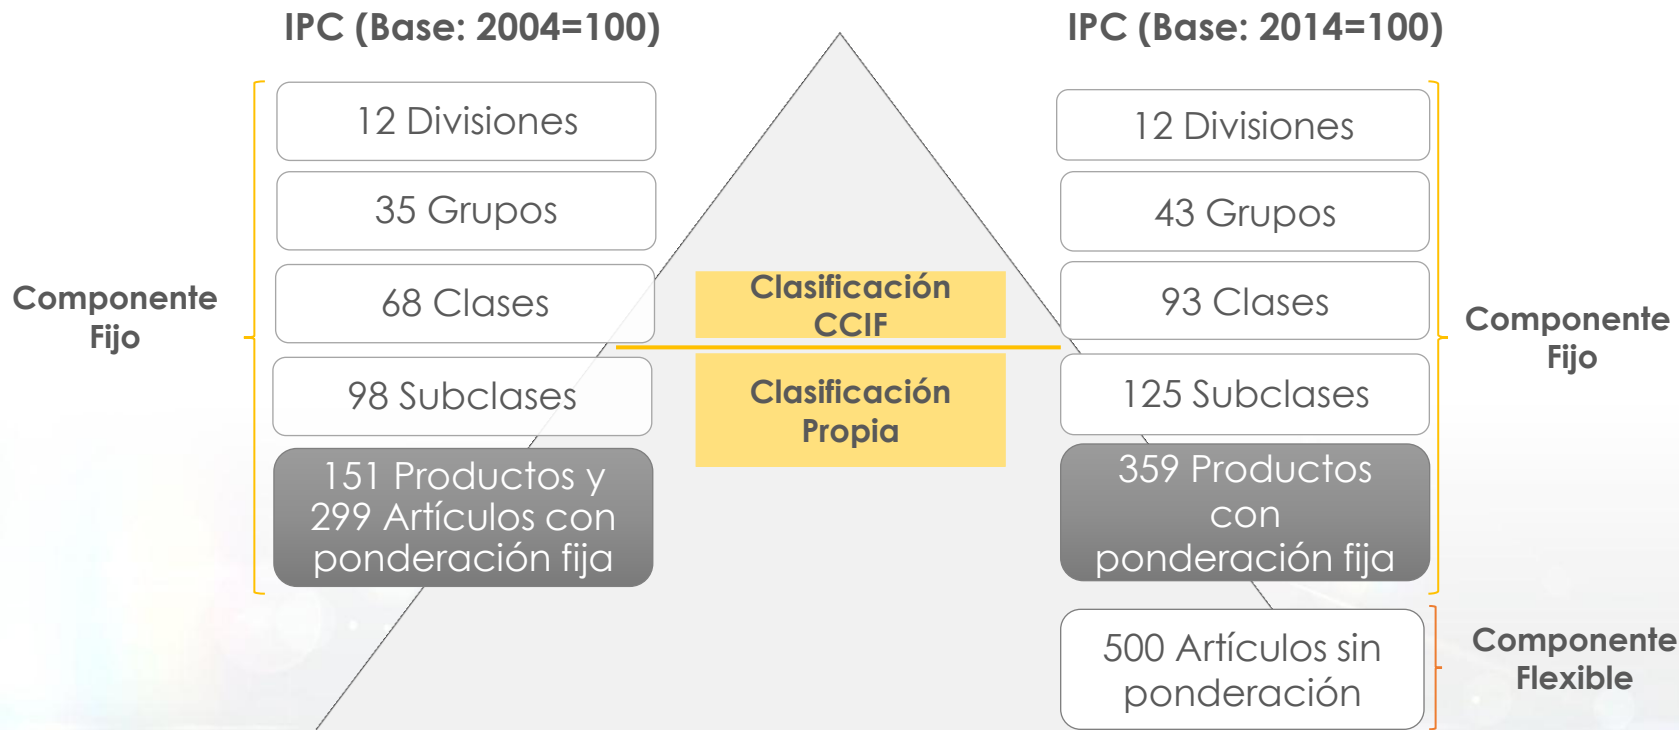 IPC (Base: 2004=100)
12 Divisiones
35 Grupos
68 Clases
98 Subclases
151 Productos y
299 Artículos con
ponderación fija
Componente
Fijo
Clasificación
CCIF
Clasificación
Propia
IPC (Base: 2014=100)
12 Divisiones
43 Grupos
93 Clases
125 Subclases
359 Productos
con
ponderación fija
Componente
Fijo
500 Artículos sin
ponderación
Componente
Flexible